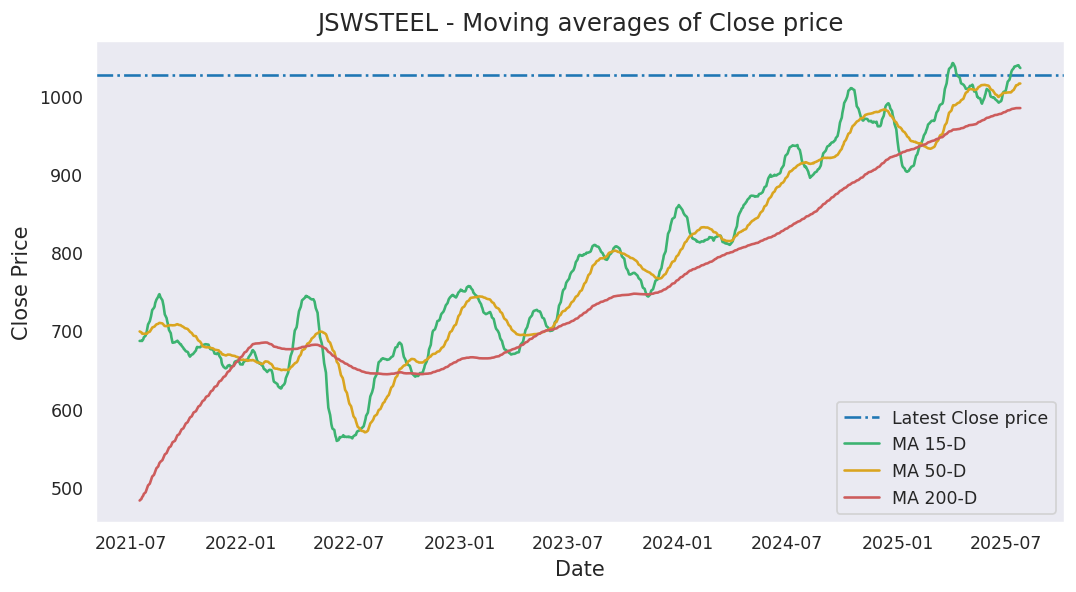 JSWSTEEL - Moving averages of Close price
Close Price
1000
900
800
700
600
500
Latest Close price
MA 15-D
MA 50-D
MA 200-D
2021-07 2022-01 2022-07 2023-01 2023-07 2024-01 2024-07 2025-01 2025-07
Date